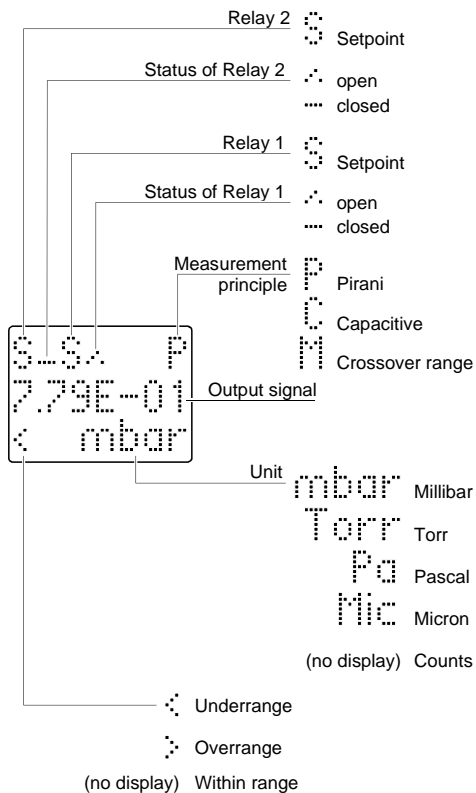 Relay 2 S Setpoint
Status of Relay 2 open
closed
Relay 1 S Setpoint
Status of Relay 1 open
closed
Measurement principle P Pirani
C Capacitive
M Crossover range
S S P
7.79E-01
< mbar
Output signal
Unit mbar Millibar
Torr Torr
Pa Pascal
Mic Micron
(no display) Counts
< Underrange
> Overrange
(no display) Within range